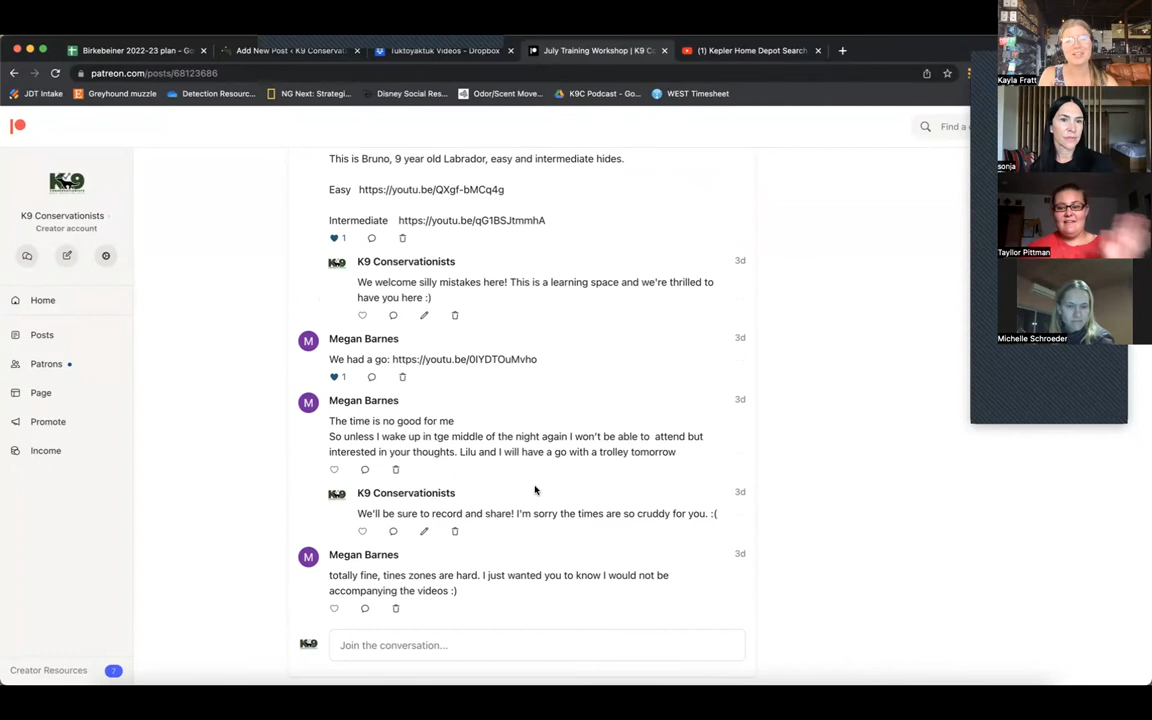 Birkebeiner 2022-23 plan - Go
Add New Post ‹ K9 Conservat
Tuktoyaktuk Videos - Dropbox
July Training Workshop | K9 C
(1) Kepler Home Depot Search
patreon.com/posts/68123686
JDT Intake
Greyhound muzzle
Detection Resourc...
NG Next: Strategi...
Disney Social Res...
Odor/Scent Move...
K9C Podcast - Go...
WEST Timesheet
Find a
K9 Conservationists
Creator account
Home
Posts
Patrons
Page
Promote
Income
Creator Resources
7
This is Bruno, 9 year old Labrador, easy and intermediate hides.
Easy https://youtu.be/QXgf-bMCq4g
Intermediate https://youtu.be/qG1BSJtmmhA
1
K9 Conservationists
3d
We welcome silly mistakes here! This is a learning space and we're thrilled to
have you here :)
M
Megan Barnes
3d
We had a go: https://youtu.be/0IYDTOuMvho
1
M
Megan Barnes
3d
The time is no good for me
So unless I wake up in tge middle of the night again I won't be able to attend but
interested in your thoughts. Lilu and I will have a go with a trolley tomorrow
K9 Conservationists
3d
We'll be sure to record and share! I'm sorry the times are so cruddy for you. :(
M
Megan Barnes
3d
totally fine, tines zones are hard. I just wanted you to know I would not be
accompanying the videos :)
Join the conversation...
Kayla Fratt
sonja
Tayllor Pittman
Michelle Schroeder